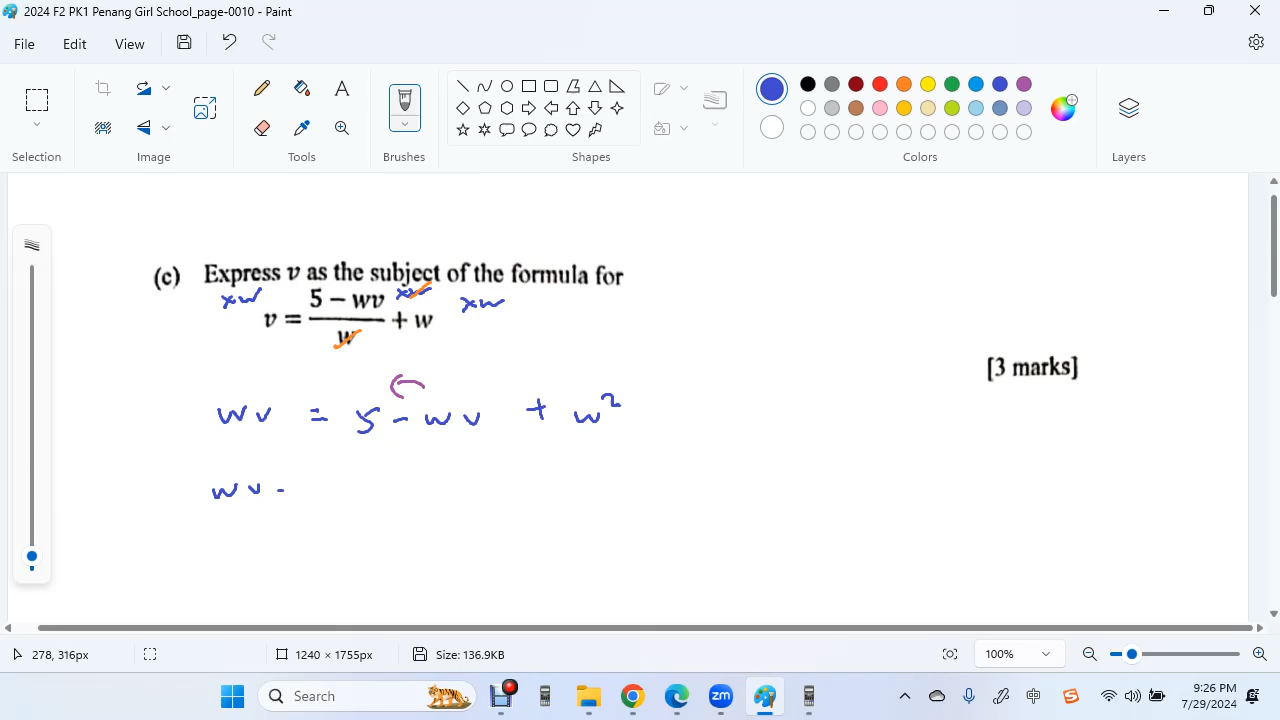 2024 F2 PK1 Penang Girl School_page-0010 - Paint
File Edit View
Selection Image Tools Brushes Shapes Colors Layers
(c) Express v as the subject of the formula for
×w ×w ×w
v = (5 − wv)/w + w
[3 marks]
wv = 5 - wv + w²
wv -
278, 316px 1240 × 1755px Size: 136.9KB 100%
Search zm 中 S 9:26 PM
7/29/2024